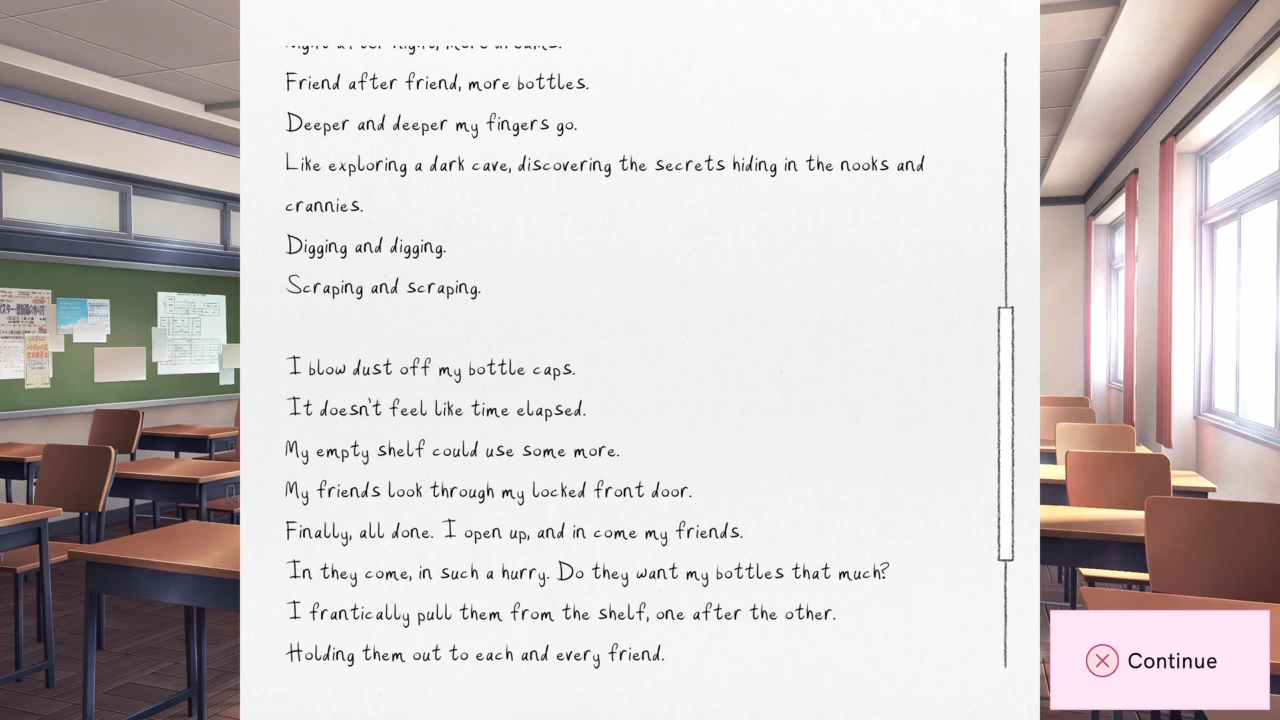 Night after night, more dreams.
Friend after friend, more bottles.
Deeper and deeper my fingers go.
Like exploring a dark cave, discovering the secrets hiding in the nooks and
crannies.
Digging and digging.
Scraping and scraping.
I blow dust off my bottle caps.
It doesn't feel like time elapsed.
My empty shelf could use some more.
My friends look through my locked front door.
Finally, all done. I open up, and in come my friends.
In they come, in such a hurry. Do they want my bottles that much?
I frantically pull them from the shelf, one after the other.
Holding them out to each and every friend.
Continue